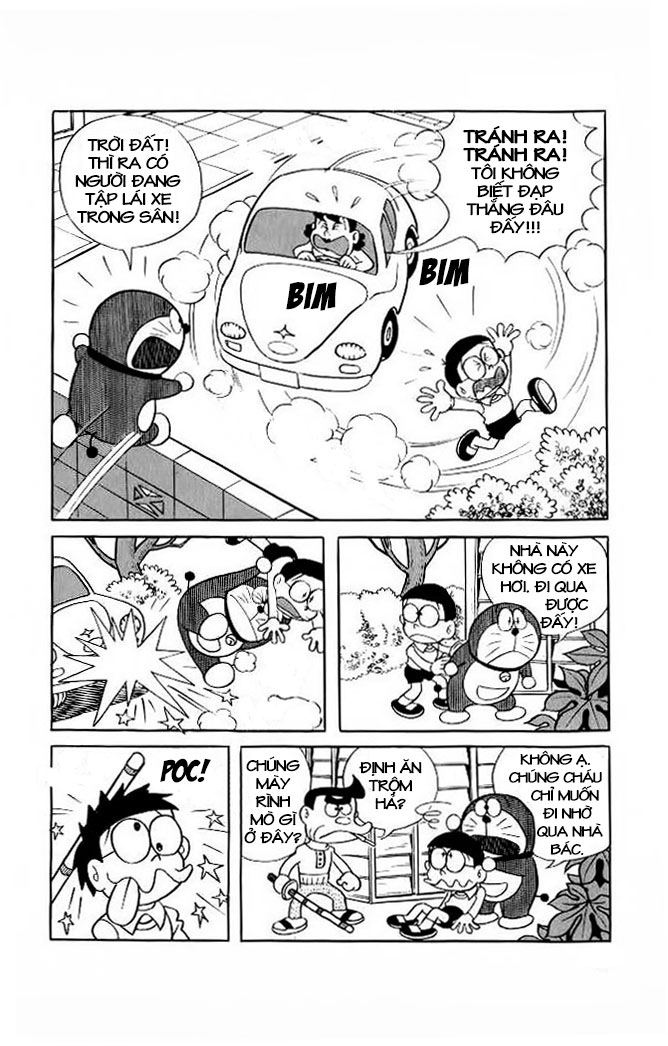 TRỜI ĐẤT!
THÌ RA CÓ
NGƯỜI ĐANG
TẬP LÁI XE
TRONG SÂN!
TRÁNH RA!
TRÁNH RA!
TÔI KHÔNG
BIẾT ĐẠP
THẮNG ĐÂU
ĐẤY!!!
BIM
BIM
NHÀ NÀY
KHÔNG CÓ XE
HƠI. ĐI QUA
ĐƯỢC
ĐẤY!
POC!
CHÚNG
MÀY
RÌNH
MÒ GÌ
Ở ĐÂY?
ĐỊNH ĂN
TRỘM
HẢ?
KHÔNG Ạ.
CHÚNG CHÁU
CHỈ MUỐN
ĐI NHỜ
QUA NHÀ
BÁC.